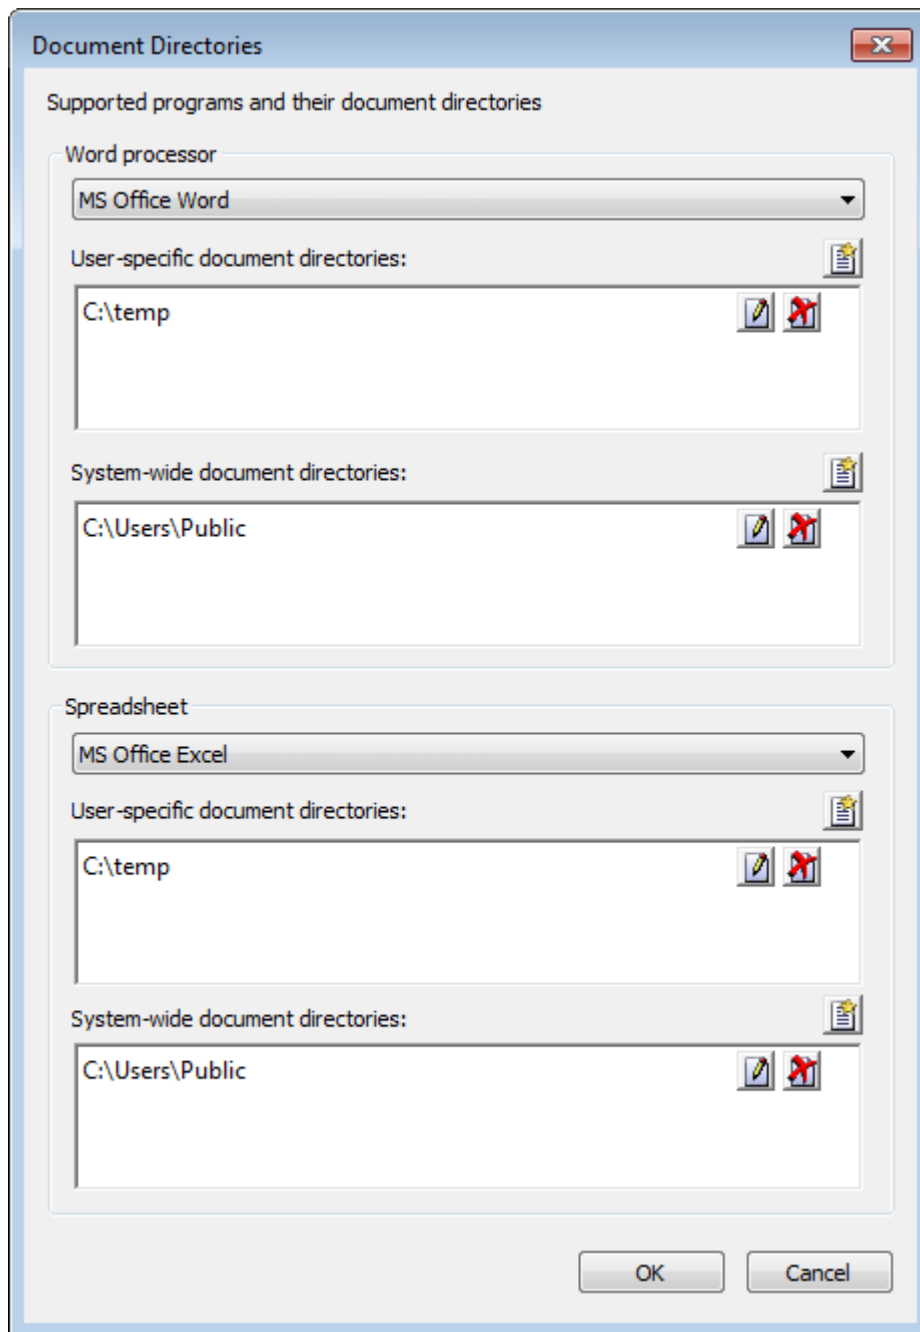 Document Directories
Supported programs and their document directories
Word processor
MS Office Word
User-specific document directories:
C:\temp
System-wide document directories:
C:\Users\Public
Spreadsheet
MS Office Excel
User-specific document directories:
C:\temp
System-wide document directories:
C:\Users\Public
OK Cancel